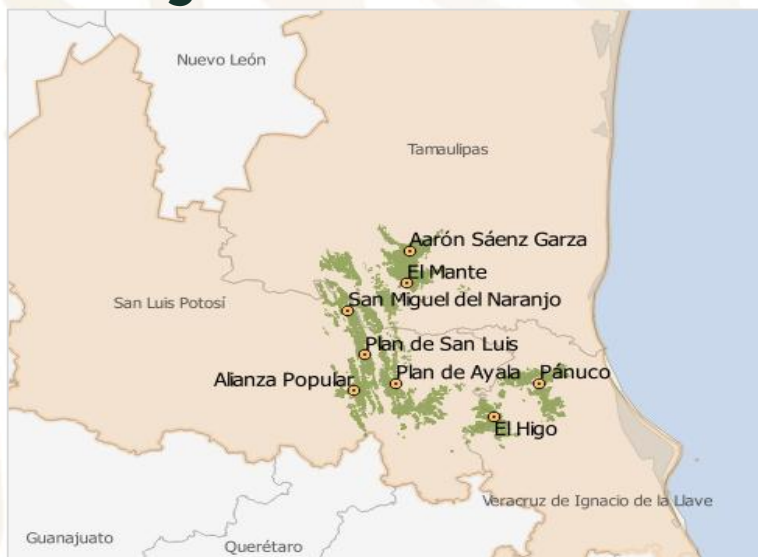 Nuevo León
Tamaulipas
Aarón Sáenz Garza
El Mante
San Luis Potosí
San Miguel del Naranjo
Plan de San Luis
Alianza Popular
Plan de Ayala
Pánuco
El Higo
Veracruz de Ignacio de la Llave
Guanajuato
Querétaro